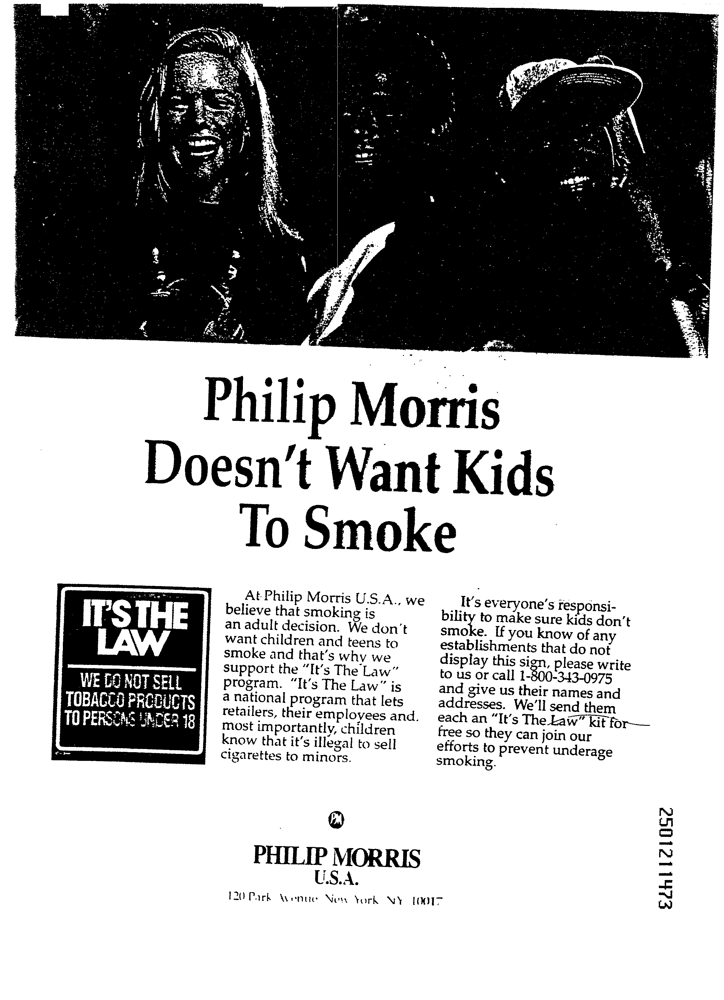 Philip Morris
Doesn't Want Kids
To Smoke
IT'S THE
LAW
WE DO NOT SELL
TOBACCO PRODUCTS
TO PERSONS UNDER 18
At Philip Morris U.S.A., we
believe that smoking is
an adult decision. We don't
want children and teens to
smoke and that's why we
support the "It's The Law"
program. "It's The Law" is
a national program that lets
retailers, their employees and.
most importantly, children
know that it's illegal to sell
cigarettes to minors.
It's everyone's responsi-
bility to make sure kids don't
smoke. If you know of any
establishments that do not
display this sign, please write
to us or call 1-800-343-0975
and give us their names and
addresses. We'll send them
each an "It's The Law" kit for
free so they can join our
efforts to prevent underage
smoking.
PM
PHILIP MORRIS
U.S.A.
120 Park Avenue New York NY 10017
2501211473